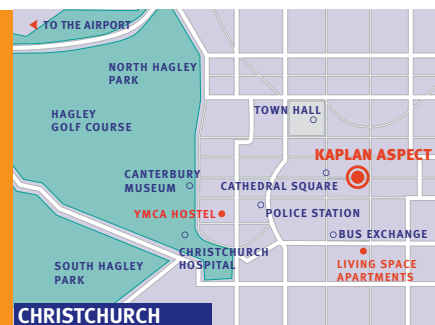 TO THE AIRPORT
NORTH HAGLEY
PARK
HAGLEY
GOLF COURSE
TOWN HALL
KAPLAN ASPECT
CANTERBURY
MUSEUM
CATHEDRAL SQUARE
YMCA HOSTEL
POLICE STATION
BUS EXCHANGE
CHRISTCHURCH
HOSPITAL
SOUTH HAGLEY
PARK
LIVING SPACE
APARTMENTS
CHRISTCHURCH